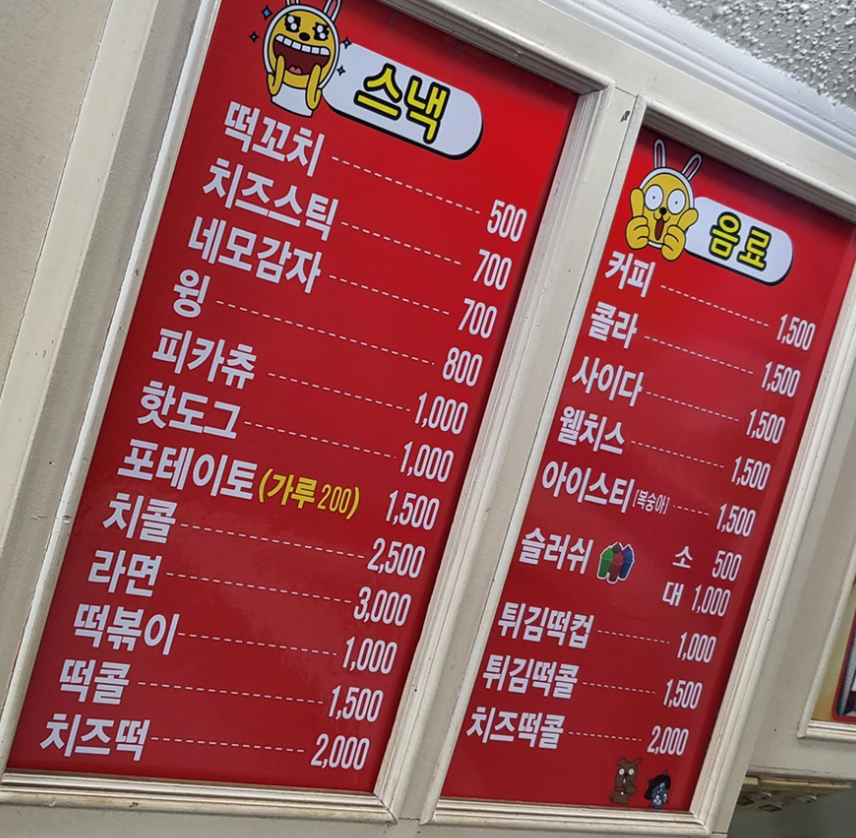 스낵
떡꼬치 500
치즈스틱 700
네모감자 700
윙 800
피카츄 1,000
핫도그 1,000
포테이토 (가루 200) 1,500
치콜 2,500
라면 3,000
떡볶이 1,000
떡콜 1,500
치즈떡 2,000
음료
커피 1,500
콜라 1,500
사이다 1,500
웰치스 1,500
아이스티 (복숭아) 1,500
슬러쉬 소 500
대 1,000
튀김떡컵 1,000
튀김떡콜 1,500
치즈떡콜 2,000